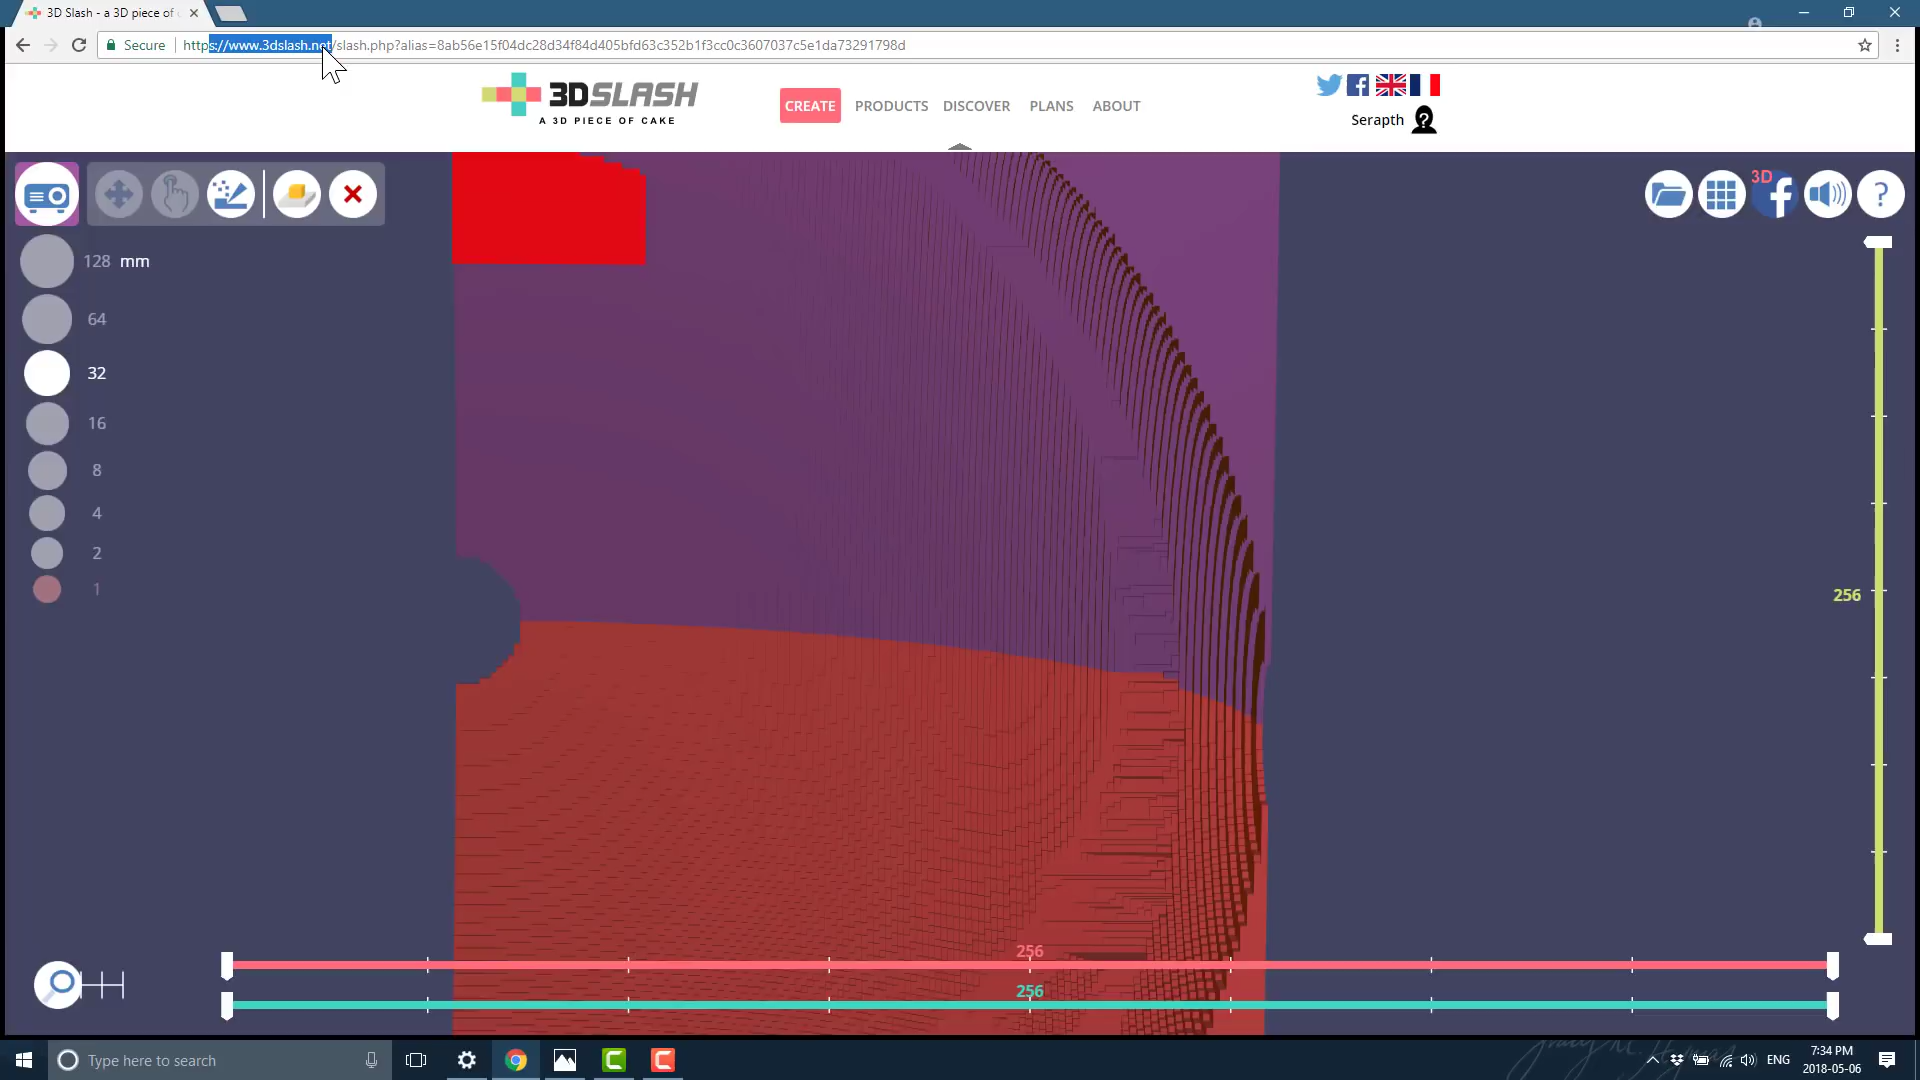 3D Slash - a 3D piece of
Secure
https://www.3dslash.net/slash.php?alias=8ab56e15f04dc28d34f84d405bfd63c352b1f3cc0c3607037c5e1da73291798d
3DSLASH
A 3D PIECE OF CAKE
CREATE
PRODUCTS
DISCOVER
PLANS
ABOUT
Serapth
3D
128 mm
64
32
16
8
4
2
1
256
256
256
Type here to search
ENG
7:34 PM
2018-05-06